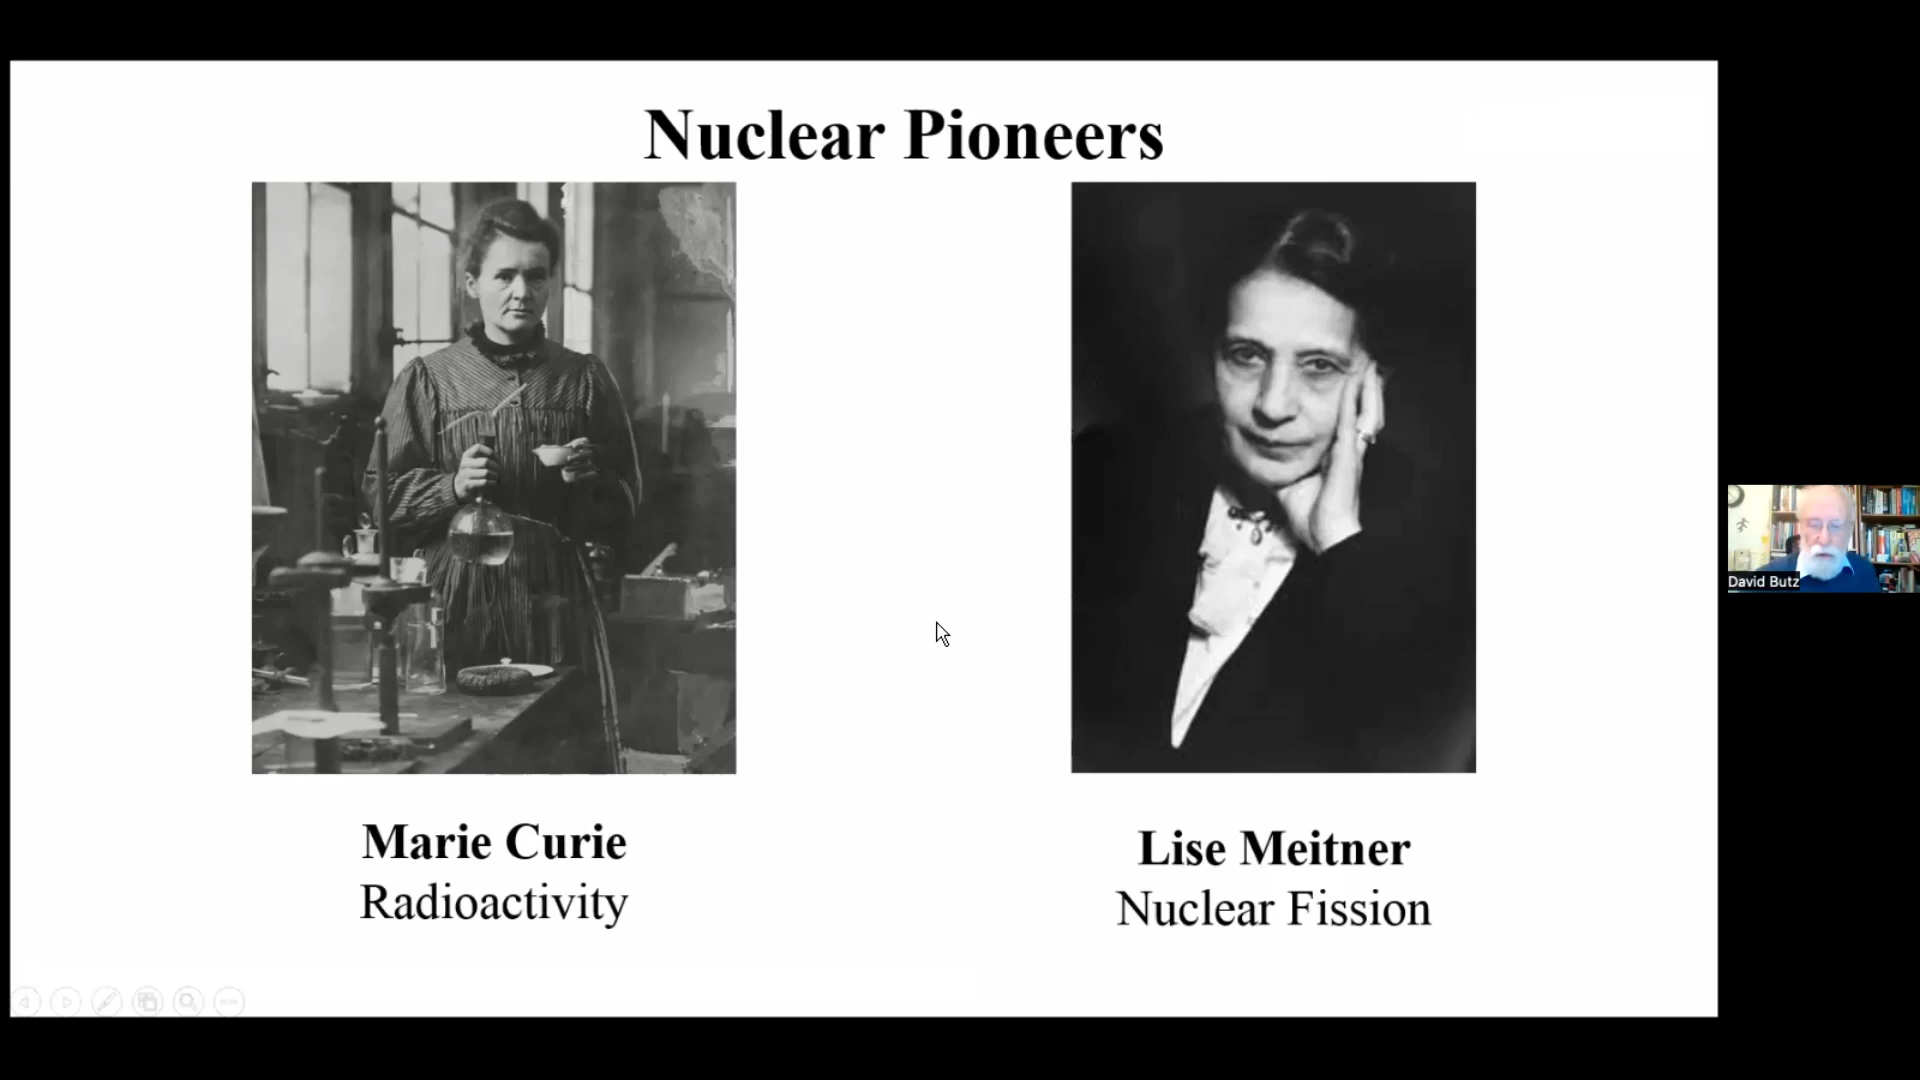 Nuclear Pioneers
Marie Curie
Radioactivity
Lise Meitner
Nuclear Fission
David Butz